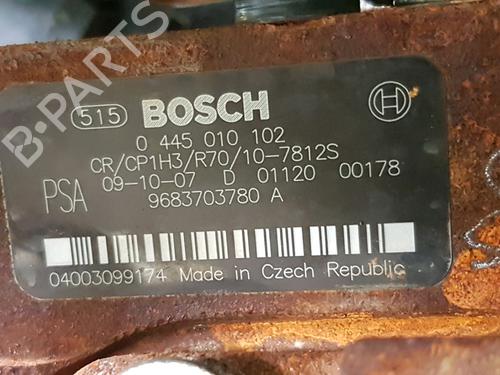 515 BOSCH
0 445 010 102
CR/CP1H3/R70/10-7812S
PSA 09-10-07 D 01120 00178
9683703780 A
04003099174 Made in Czech Republic
B-PARTS